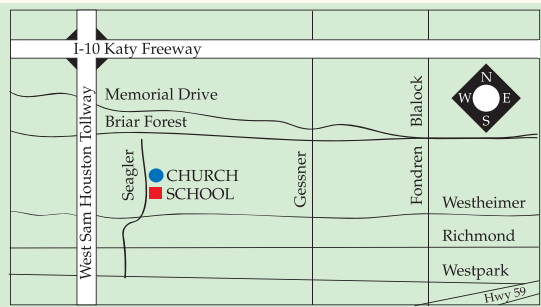 I-10 Katy Freeway
Memorial Drive
Briar Forest
West Sam Houston Tollway
Seagler
CHURCH
SCHOOL
Gessner
Blalock
Fondren
N
W E
S
Westheimer
Richmond
Westpark
Hwy 59